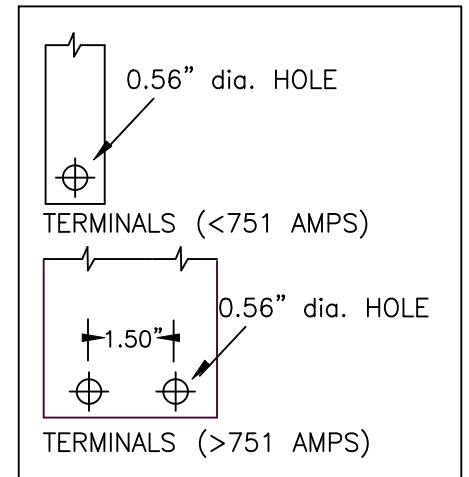 0.56" dia. HOLE
TERMINALS (<751 AMPS)
0.56" dia. HOLE
1.50"
TERMINALS (>751 AMPS)